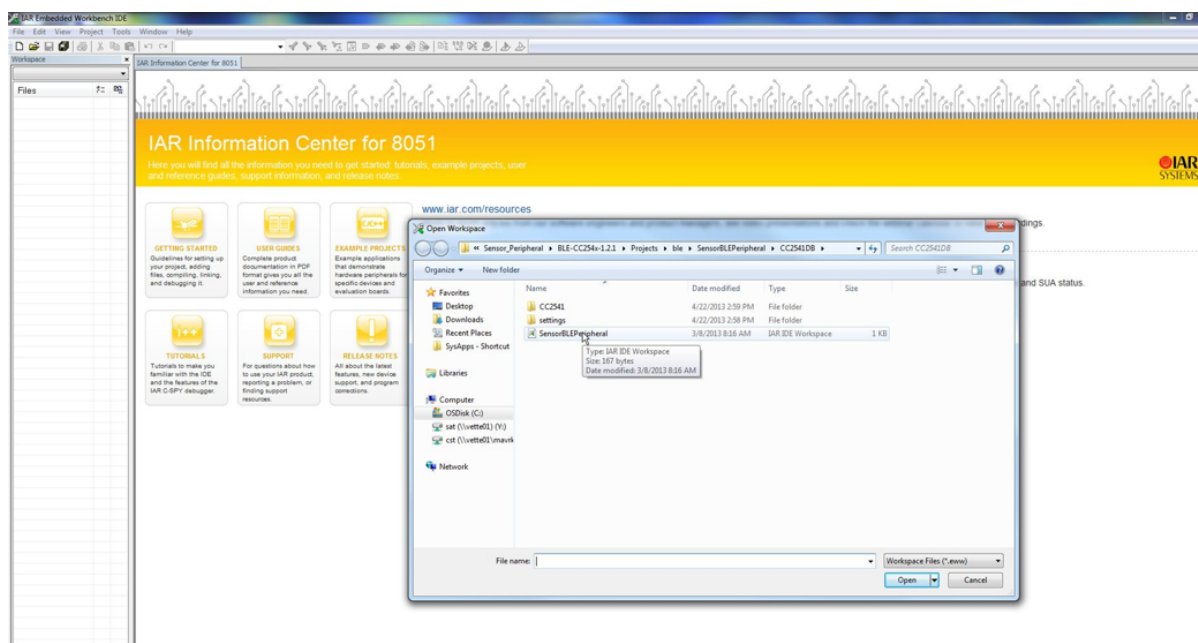 IAR Embedded Workbench IDE
File Edit View Project Tools Window Help
Workspace
IAR Information Center for 8051
Files
IAR Information Center for 8051
Here you will find all the information you need to get started: tutorials, example projects, user
and reference guides, support information, and release notes.
IAR
SYSTEMS
www.iar.com/resources
dings.
and SUA status.
GETTING STARTED
Guidelines for setting up
your project, adding
files, compiling, linking,
and debugging it.
USER GUIDES
Complete product
documentation in PDF
format gives you all the
user and reference
information you need.
EXAMPLE PROJECTS
Example applications
that demonstrate
hardware peripherals for
specific devices and
evaluation boards.
TUTORIALS
Tutorials to make you
familiar with the IDE
and the features of the
IAR C-SPY debugger.
SUPPORT
For questions about how
to use your IAR product,
reporting a problem, or
finding support
resources.
RELEASE NOTES
All about the latest
features, new device
support, and program
corrections.
Open Workspace
« Sensor_Peripheral BLE-CC254x-1.2.1 Projects ble SensorBLEPeripheral CC2541DB
Search CC2541DB
Organize New folder
Favorites
Desktop
Downloads
Recent Places
SysApps - Shortcut
Libraries
Computer
OSDisk (C:)
sat (\\vette01) (Y:)
cst (\\vette01\mavrk
Network
Name Date modified Type Size
CC2541 4/22/2013 2:59 PM File folder
settings 4/22/2013 2:58 PM File folder
SensorBLEPeripheral 3/8/2013 8:16 AM IAR IDE Workspace 1 KB
Type: IAR IDE Workspace
Size: 167 bytes
Date modified: 3/8/2013 8:16 AM
File name:
Workspace Files (*.eww)
Open Cancel